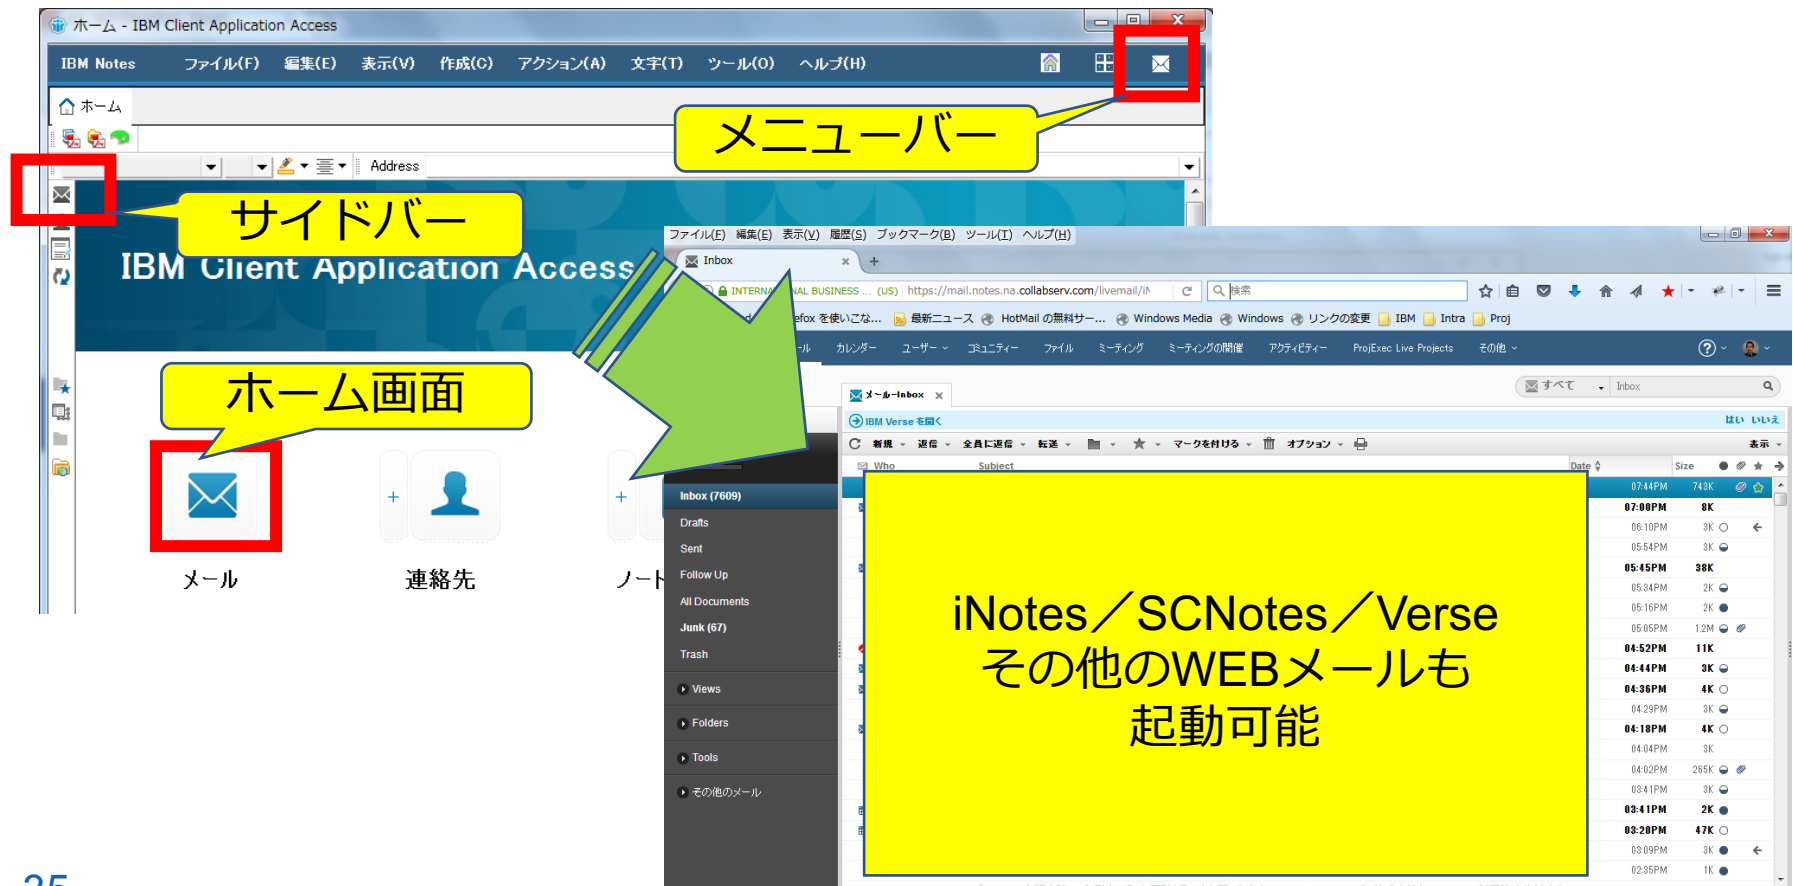 ホーム - IBM Client Application Access
IBM Notes ファイル(F) 編集(E) 表示(V) 作成(C) アクション(A) 文字(T) ツール(O) ヘルプ(H)
ホーム
メニューバー
Address
サイドバー
IBM Client Application Access
ホーム画面
メール
連絡先
ノート
ファイル(F) 編集(E) 表示(V) 履歴(S) ブックマーク(B) ツール(T) ヘルプ(H)
Inbox × +
INTERNATIONAL BUSINESS ... (US) https://mail.notes.na.collabserv.com/livemail/iN 検索
efox を使いこな... 最新ニュース HotMail の無料サー... Windows Media Windows リンクの変更 IBM Intra Proj
カレンダー ユーザー コミュニティー ファイル ミーティング ミーティングの開催 アクティビティー ProjExec Live Projects その他
メール-Inbox × すべて Inbox
IBM Verse を開く はい いいえ
新規 返信 全員に返信 転送 マークを付ける オプション 表示
Who Subject Date Size
Inbox (7609)
Drafts
Sent
Follow Up
All Documents
Junk (67)
Trash
Views
Folders
Tools
その他のメール
iNotes／SCNotes／Verse
その他のWEBメールも
起動可能
07:44PM 743K
07:00PM 8K
06:10PM 3K
05:54PM 3K
05:45PM 38K
05:34PM 2K
05:16PM 2K
05:05PM 1.2M
04:52PM 11K
04:44PM 3K
04:36PM 4K
04:29PM 3K
04:18PM 4K
04:04PM 3K
04:02PM 265K
03:41PM 3K
03:41PM 2K
03:20PM 47K
03:09PM 3K
02:35PM 1K